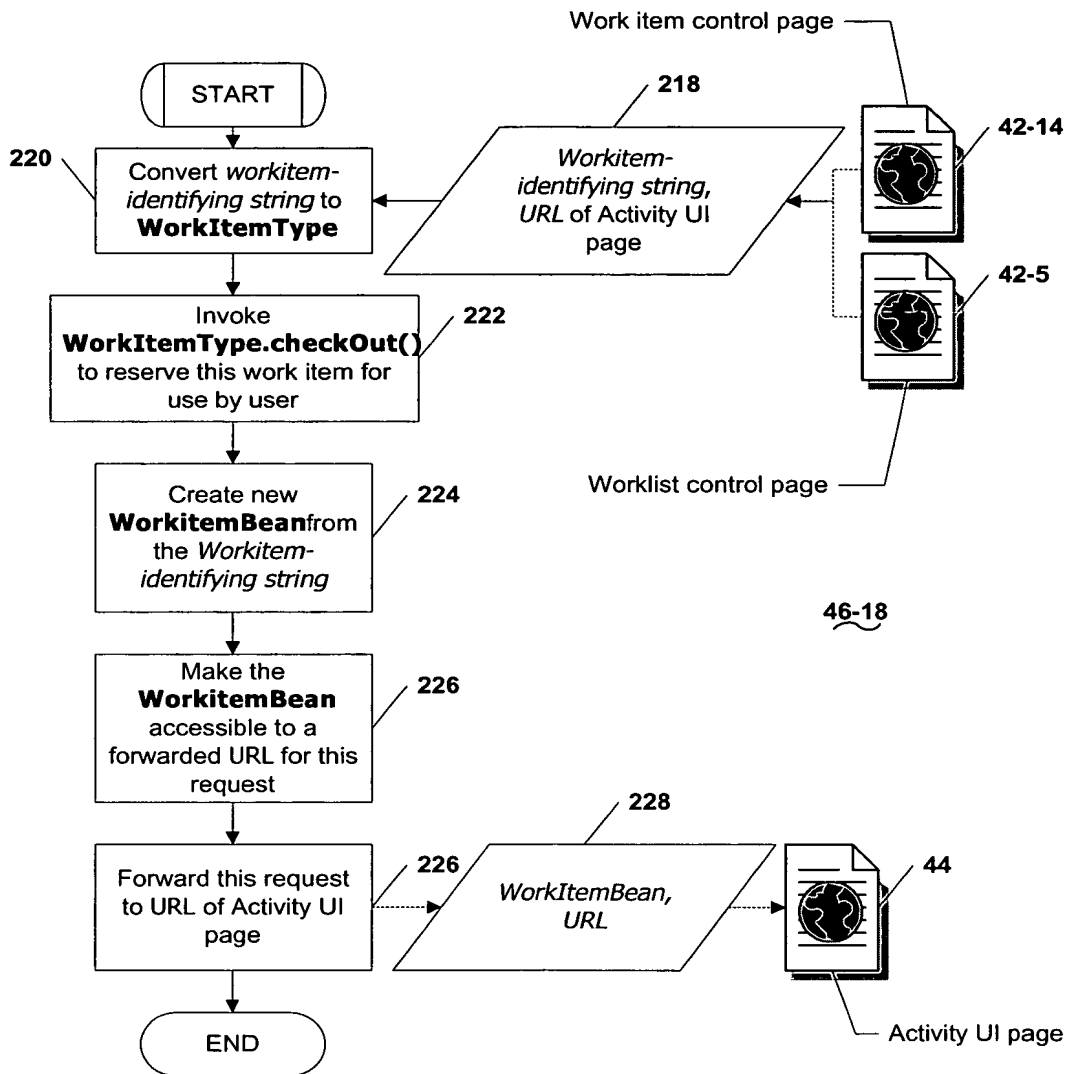 Work item control page
START
218
42-14
220
Convert workitem-
identifying string to
WorkItemType
Workitem-
identifying string,
URL of Activity UI
page
42-5
Invoke
WorkItemType.checkOut()
to reserve this work item for
use by user
222
Worklist control page
Create new
WorkitemBeanfrom
the Workitem-
identifying string
224
46-18
Make the
WorkitemBean
accessible to a
forwarded URL for this
request
226
228
Forward this request
to URL of Activity UI
page
226
WorkItemBean,
URL
44
END
Activity UI page